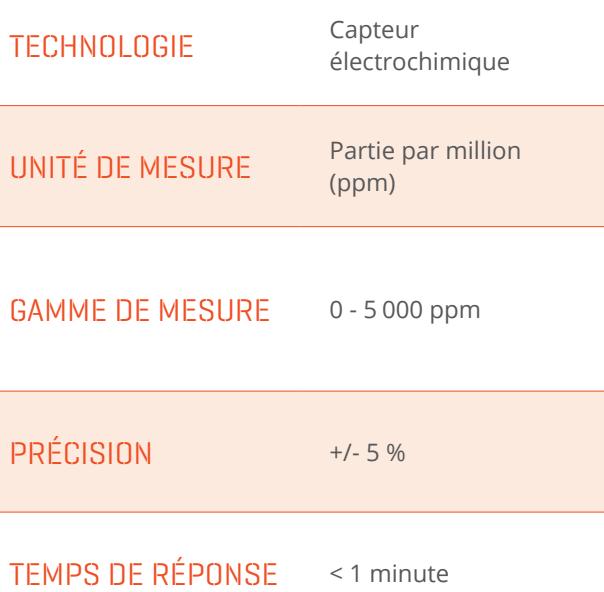 TECHNOLOGIE
Capteur
électrochimique
UNITÉ DE MESURE
Partie par million
(ppm)
GAMME DE MESURE
0 - 5 000 ppm
PRÉCISION
+/- 5 %
TEMPS DE RÉPONSE
< 1 minute